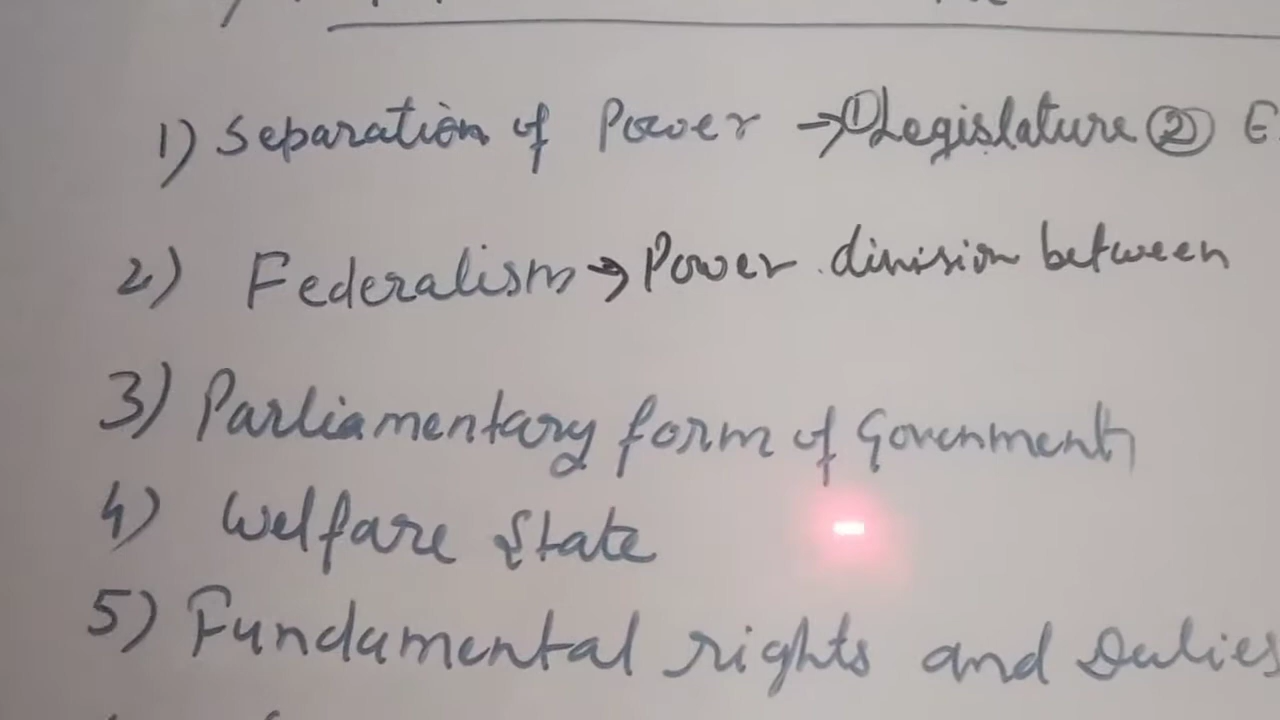 1) Separation of Power → ① Legislature ② E
2) Federalism → Power division between
3) Parliamentary form of Government
4) Welfare State
5) Fundamental rights and Duties